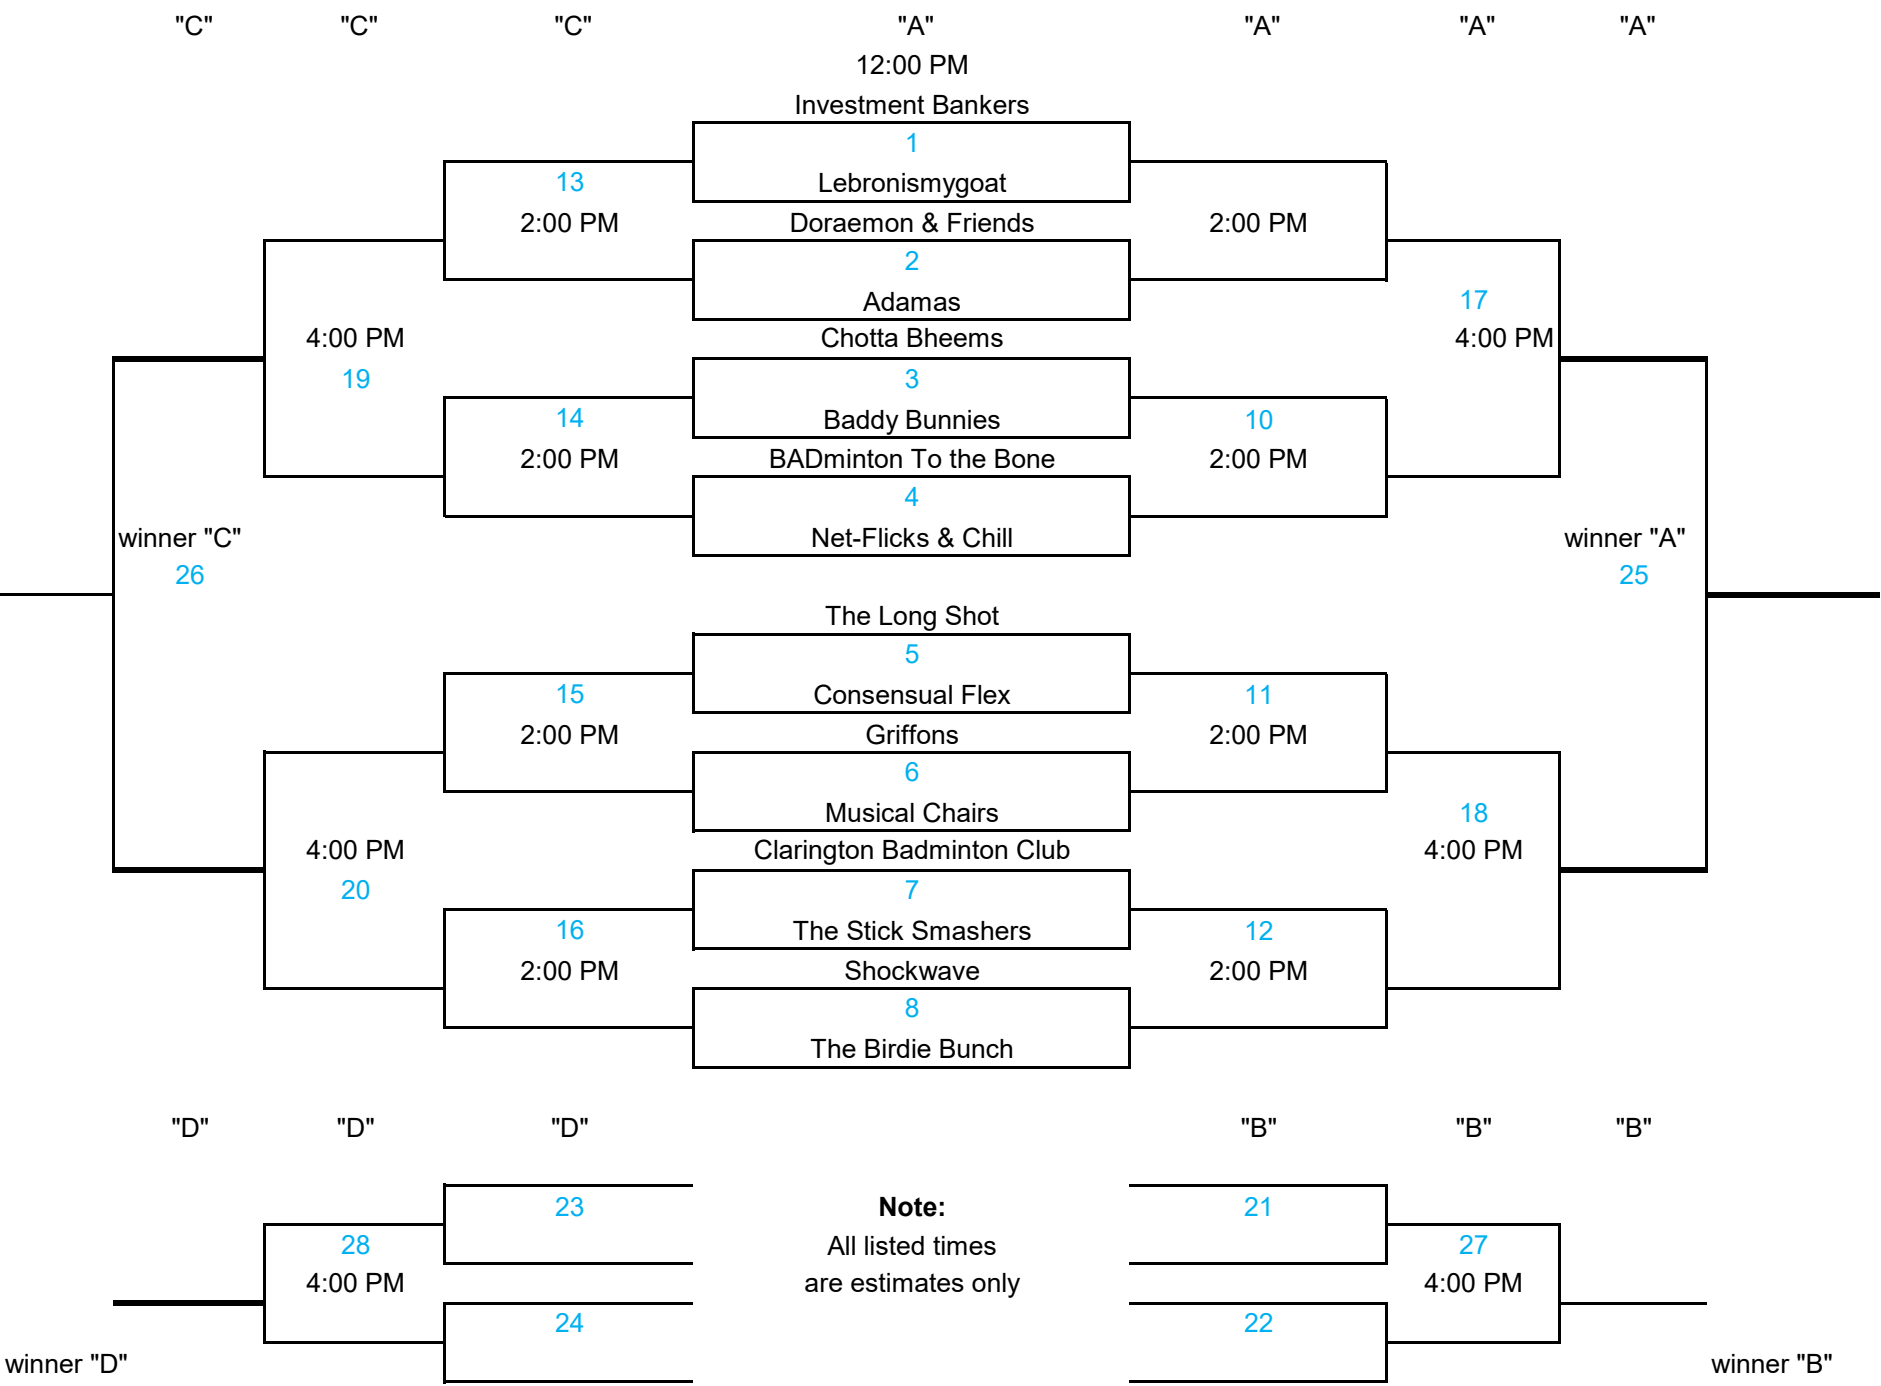 "C" "C" "C" "A" "A" "A" "A"
12:00 PM
Investment Bankers
1
13 Lebronismygoat
2:00 PM Doraemon & Friends 2:00 PM
2
Adamas 17
4:00 PM Chotta Bheems 4:00 PM
19 3
14 Baddy Bunnies 10
2:00 PM BADminton To the Bone 2:00 PM
4
winner "C" Net-Flicks & Chill winner "A"
26 25
The Long Shot
5
15 Consensual Flex 11
2:00 PM Griffons 2:00 PM
6
Musical Chairs 18
4:00 PM Clarington Badminton Club 4:00 PM
20 7
16 The Stick Smashers 12
2:00 PM Shockwave 2:00 PM
8
The Birdie Bunch
"D" "D" "D" "B" "B" "B"
23 Note: 21
28 All listed times 27
4:00 PM are estimates only 4:00 PM
24 22
winner "D" winner "B"